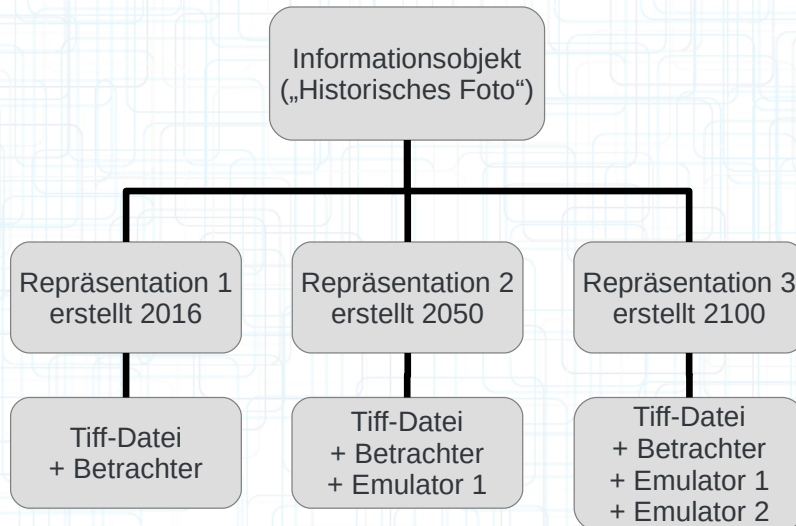 Informationsobjekt
(„Historisches Foto“)
Repräsentation 1
erstellt 2016
Repräsentation 2
erstellt 2050
Repräsentation 3
erstellt 2100
Tiff-Datei
+ Betrachter
Tiff-Datei
+ Betrachter
+ Emulator 1
Tiff-Datei
+ Betrachter
+ Emulator 1
+ Emulator 2